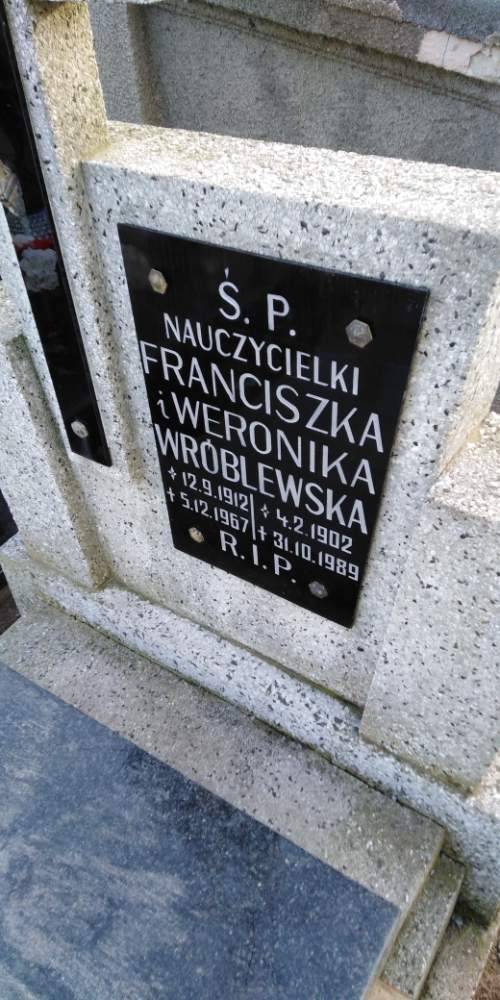 Ś. P.
NAUCZYCIELKI
FRANCISZKA
i WERONIKA
WRÓBLEWSKA
* 12.9.1912 * 4.2.1902
† 5.12.1967 † 31.10.1989
R.I.P.